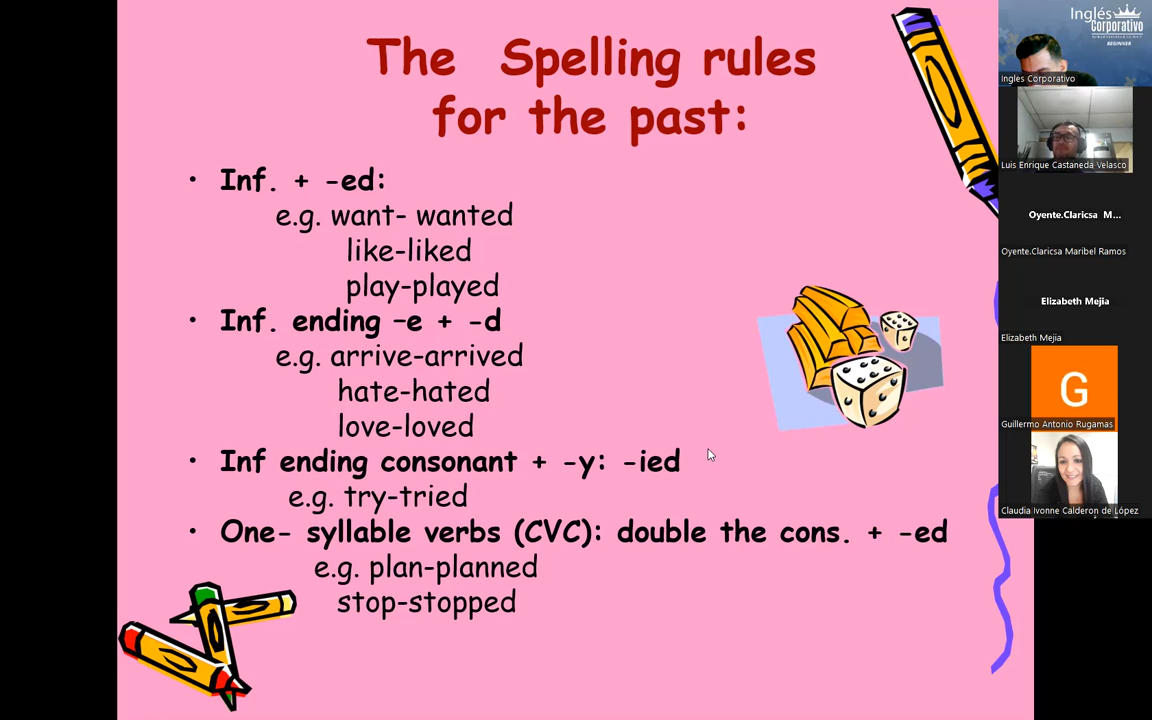 The Spelling rules
for the past:
• Inf. + -ed:
e.g. want- wanted
like-liked
play-played
• Inf. ending –e + -d
e.g. arrive-arrived
hate-hated
love-loved
• Inf ending consonant + -y: -ied
e.g. try-tried
• One- syllable verbs (CVC): double the cons. + -ed
e.g. plan-planned
stop-stopped
Inglés
Corporativo
BEGINNER
Ingles Corporativo
Luis Enrique Castaneda Velasco
Oyente.Claricsa M...
Oyente.Claricsa Maribel Ramos
Elizabeth Mejia
Elizabeth Mejia
G
Guillermo Antonio Rugamas
Claudia Ivonne Calderon de López